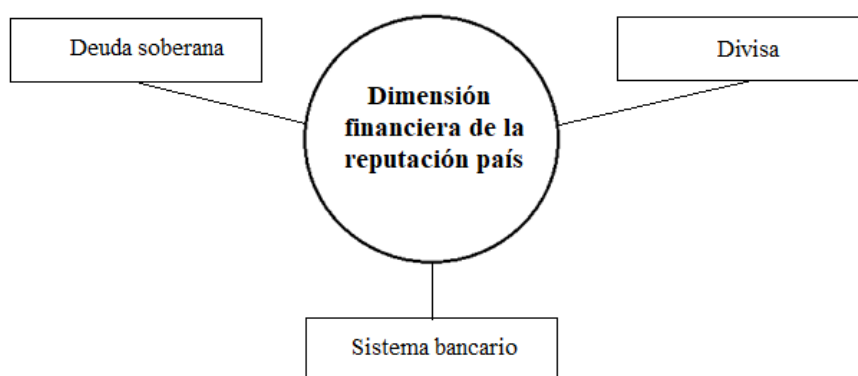 Deuda soberana
Divisa
Dimensión
financiera de la
reputación país
Sistema bancario